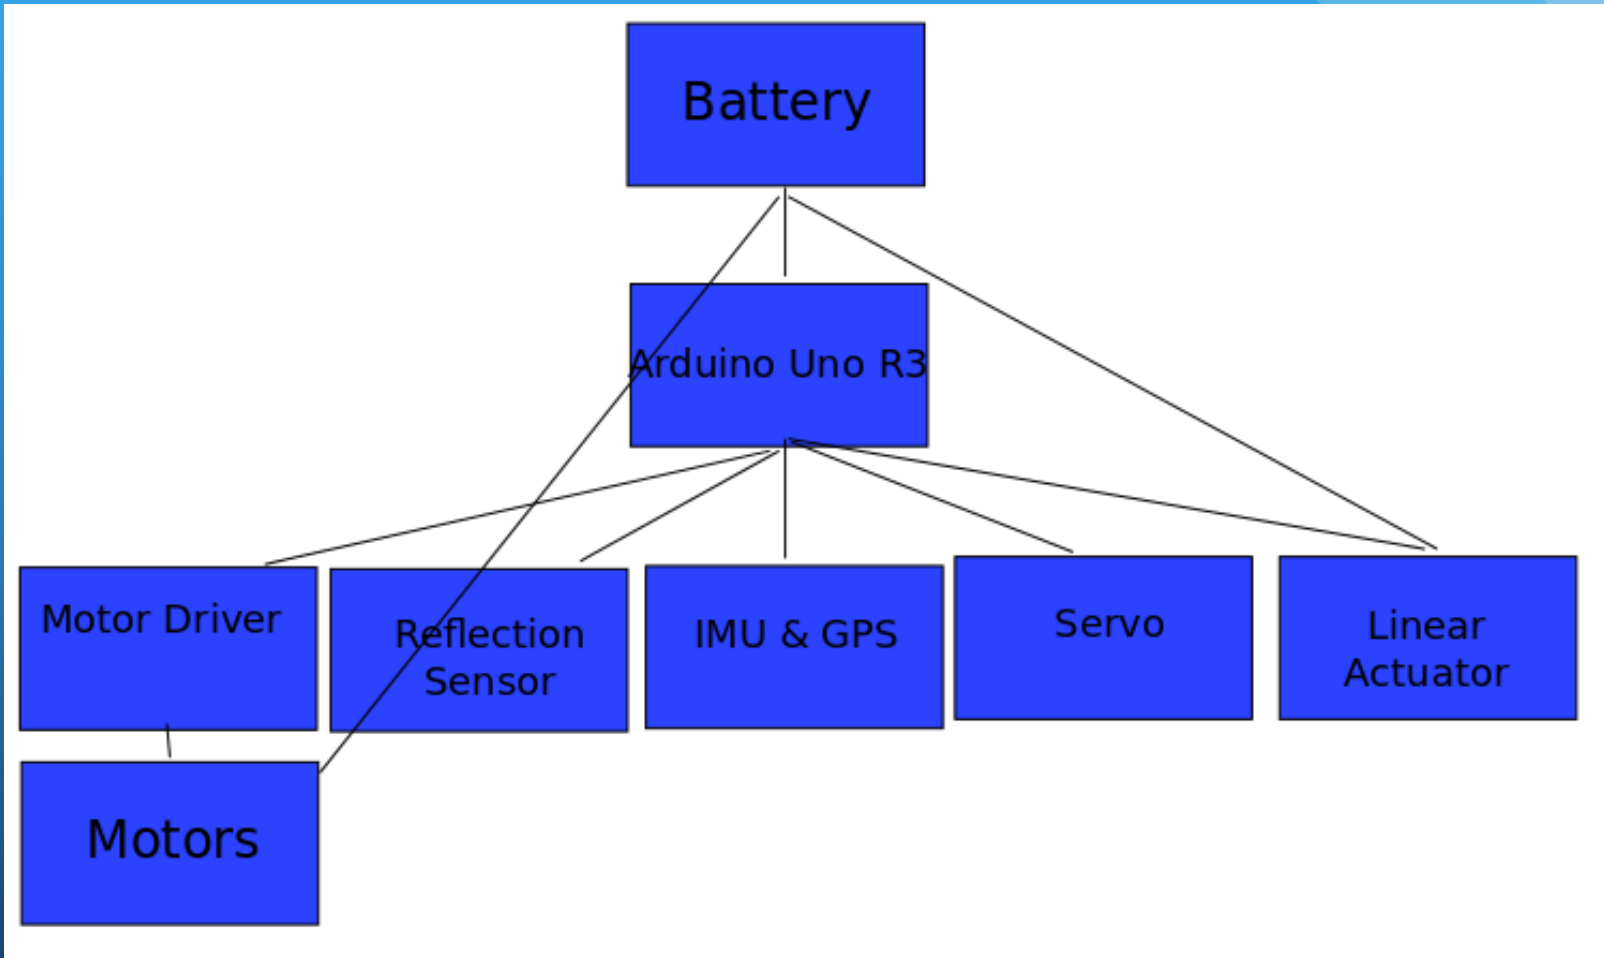 Battery
Arduino Uno R3
Motor Driver
Reflection
Sensor
IMU & GPS
Servo
Linear
Actuator
Motors